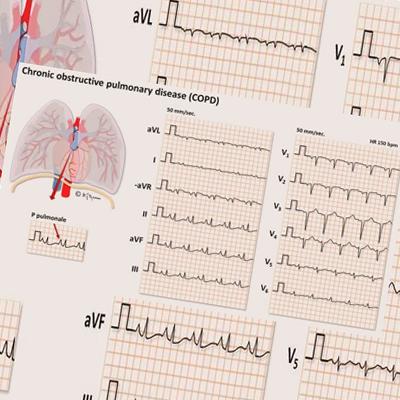 aVL
V1
Chronic obstructive pulmonary disease (COPD)
50 mm/sec.
aVL
I
-aVR
II
aVF
III
50 mm/sec.
HR 150 bpm
V1
V2
V3
V4
V5
V6
P pulmonale
aVF
V5
III